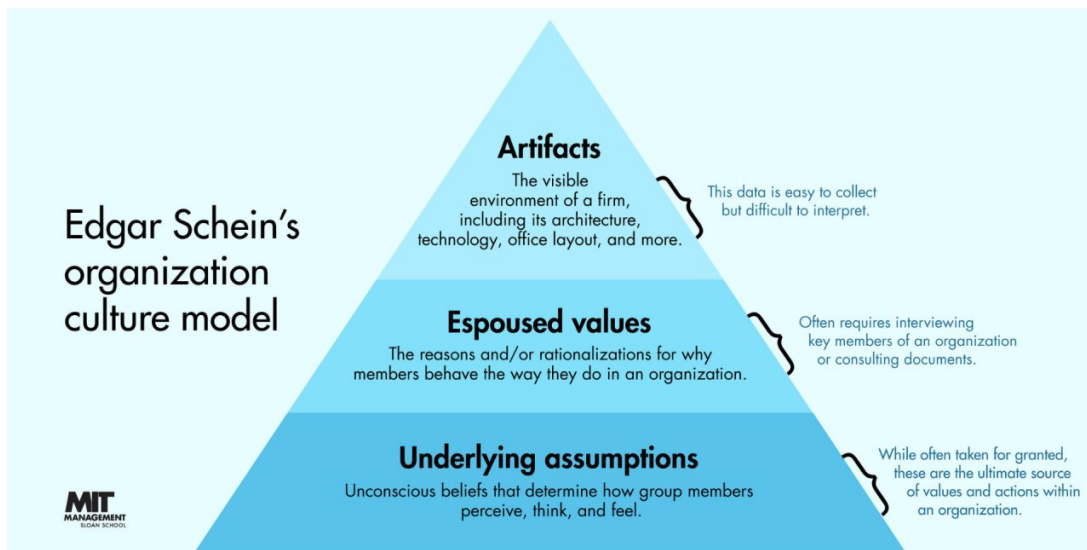 Edgar Schein's
organization
culture model
Artifacts
The visible
environment of a firm,
including its architecture,
technology, office layout, and more.
This data is easy to collect
but difficult to interpret.
Espoused values
The reasons and/or rationalizations for why
members behave the way they do in an organization.
Often requires interviewing
key members of an organization
or consulting documents.
Underlying assumptions
Unconscious beliefs that determine how group members
perceive, think, and feel.
While often taken for granted,
these are the ultimate source
of values and actions within
an organization.
MIT
MANAGEMENT
SLOAN SCHOOL